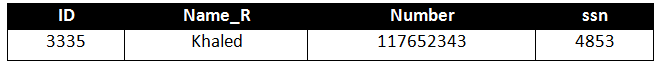 ID Name_R Number ssn
3335 Khaled 117652343 4853